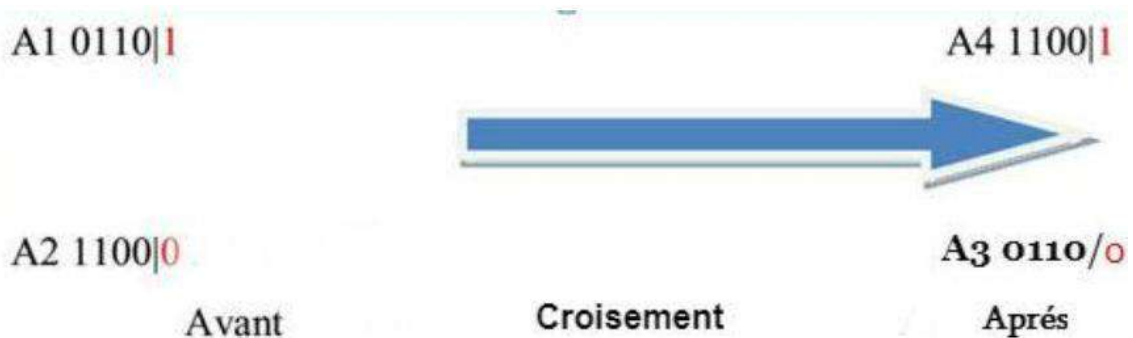 A1 0110|1
A4 1100|1
A2 1100|0
A3 0110/0
Avant
Croisement
Aprés